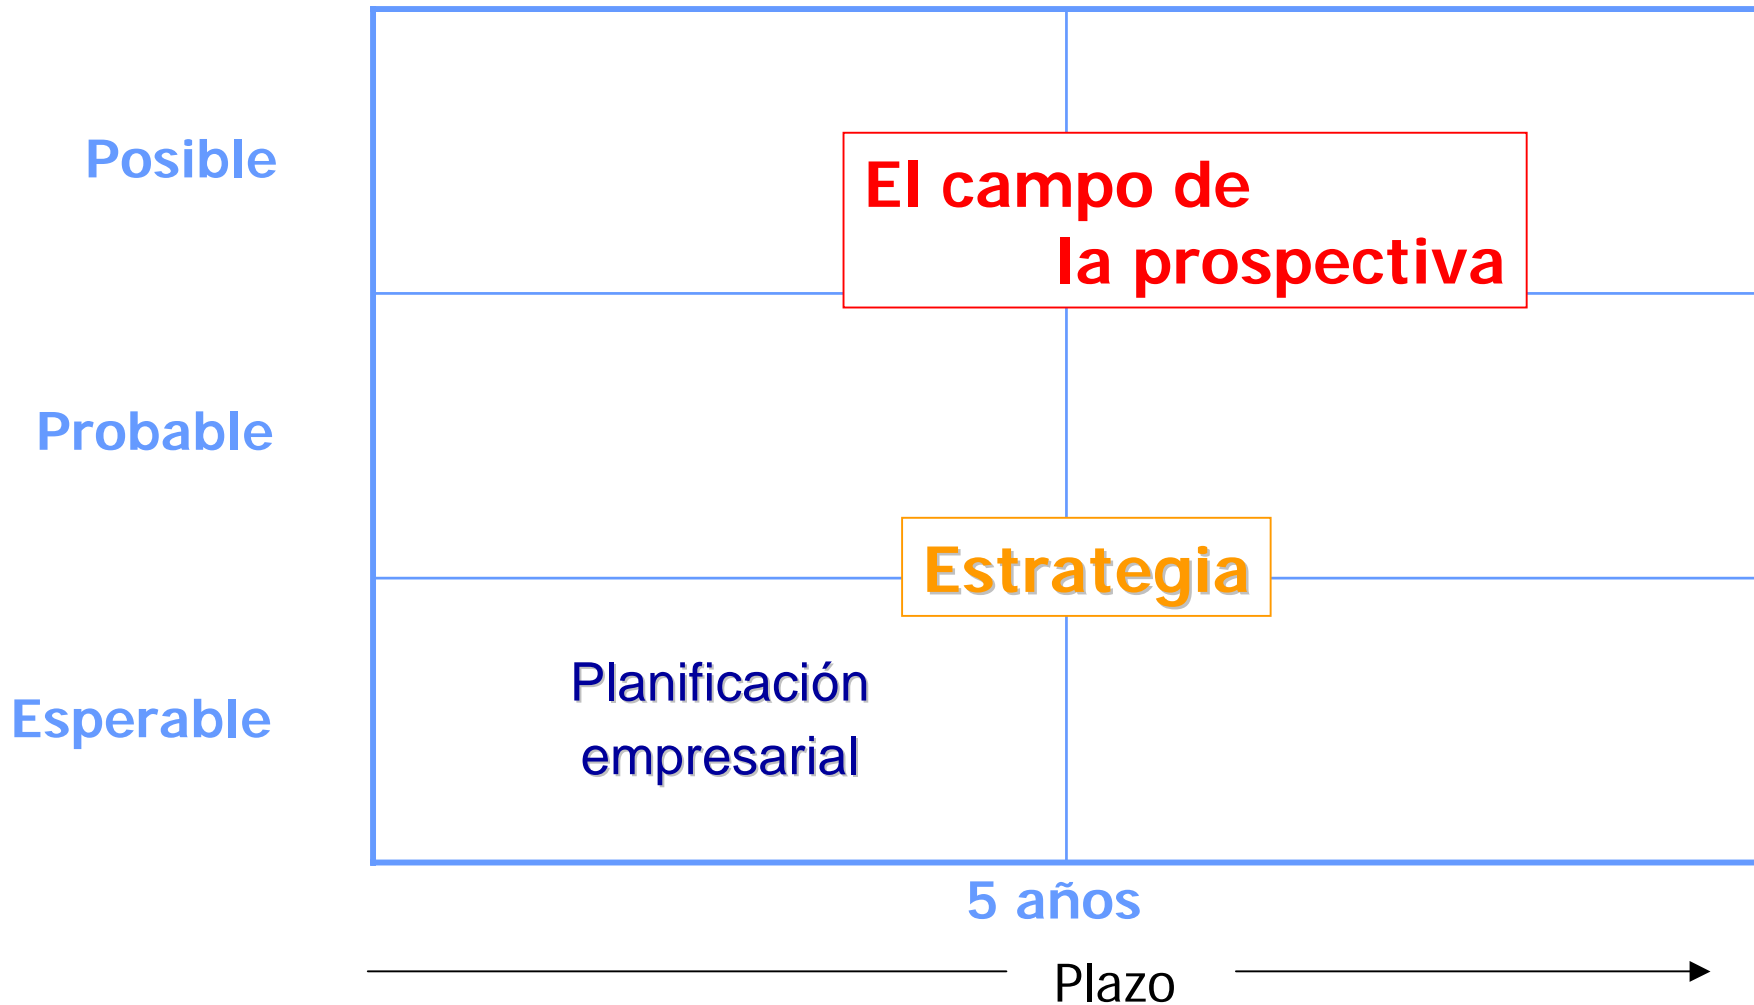 Posible
El campo de
la prospectiva
Probable
Estrategia
Planificación
empresarial
Esperable
5 años
Plazo